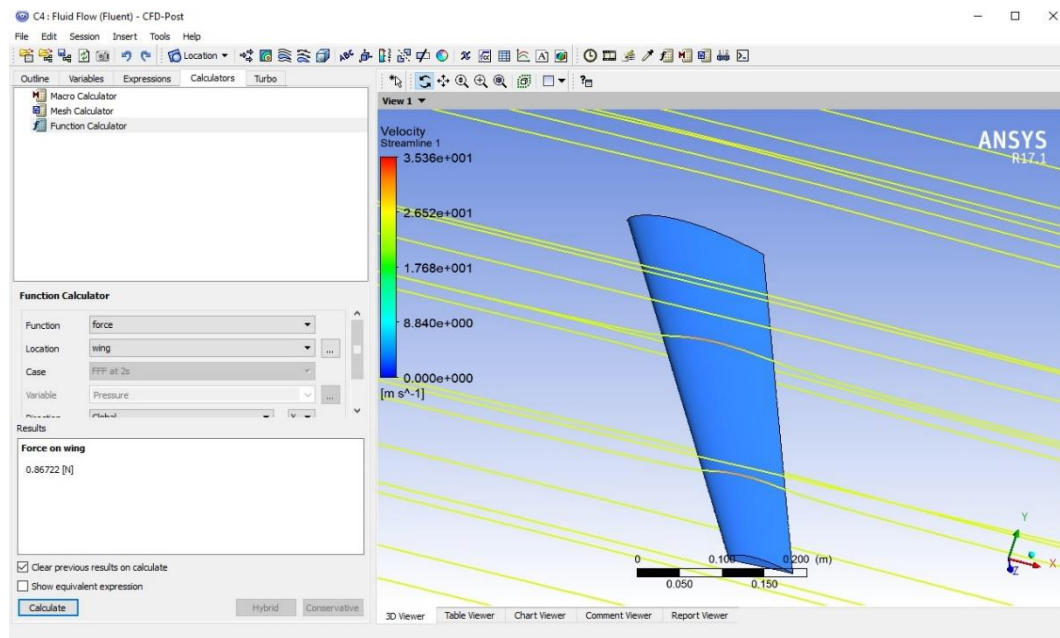 C4 : Fluid Flow (Fluent) - CFD-Post
File Edit Session Insert Tools Help
Location
Outline Variables Expressions Calculators Turbo
Macro Calculator
Mesh Calculator
Function Calculator
Function Calculator
Function force
Location wing
...
Case FFF at 2s
Variable Pressure
...
Direction Global X
Results
Force on wing
0.86722 [N]
Clear previous results on calculate
Show equivalent expression
Calculate Hybrid Conservative
View 1
Velocity
Streamline 1
3.536e+001
2.652e+001
1.768e+001
8.840e+000
0.000e+000
[m s^-1]
ANSYS
R17.1
0 0.100 0.200 (m)
0.050 0.150
Y
X
Z
3D Viewer Table Viewer Chart Viewer Comment Viewer Report Viewer